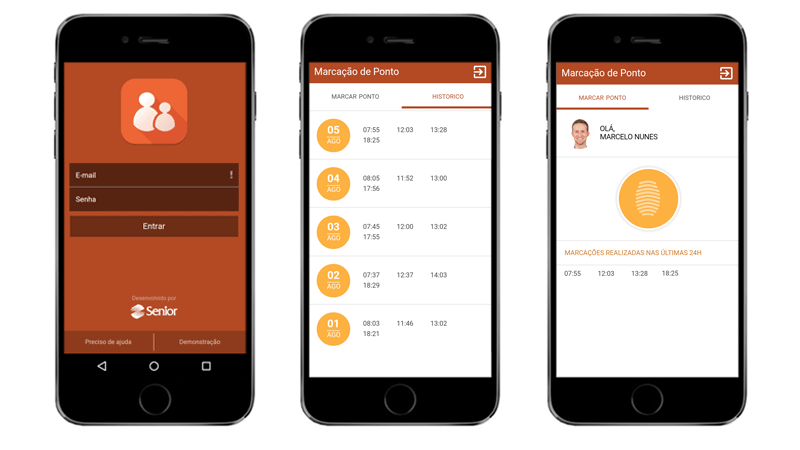 E-mail
!
Senha
Entrar
Desenvolvido por
Senior
Preciso de ajuda
Demonstração
Marcação de Ponto
MARCAR PONTO HISTORICO
05 AGO
07:55 12:03 13:28
18:25
04 AGO
08:05 11:52 13:00
17:56
03 AGO
07:45 12:00 13:02
17:55
02 AGO
07:37 12:37 14:03
18:29
01 AGO
08:03 11:46 13:02
18:21
Marcação de Ponto
MARCAR PONTO HISTORICO
OLÁ,
MARCELO NUNES
MARCAÇÕES REALIZADAS NAS ÚLTIMAS 24H
07:55 12:03 13:28 18:25